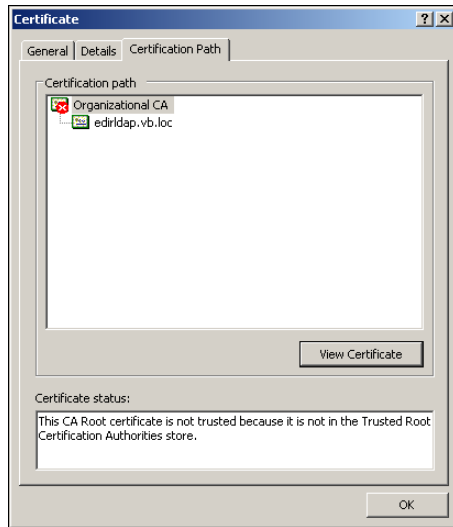 Certificate
General Details Certification Path
Certification path
Organizational CA
edirldap.vb.loc
View Certificate
Certificate status:
This CA Root certificate is not trusted because it is not in the Trusted Root
Certification Authorities store.
OK